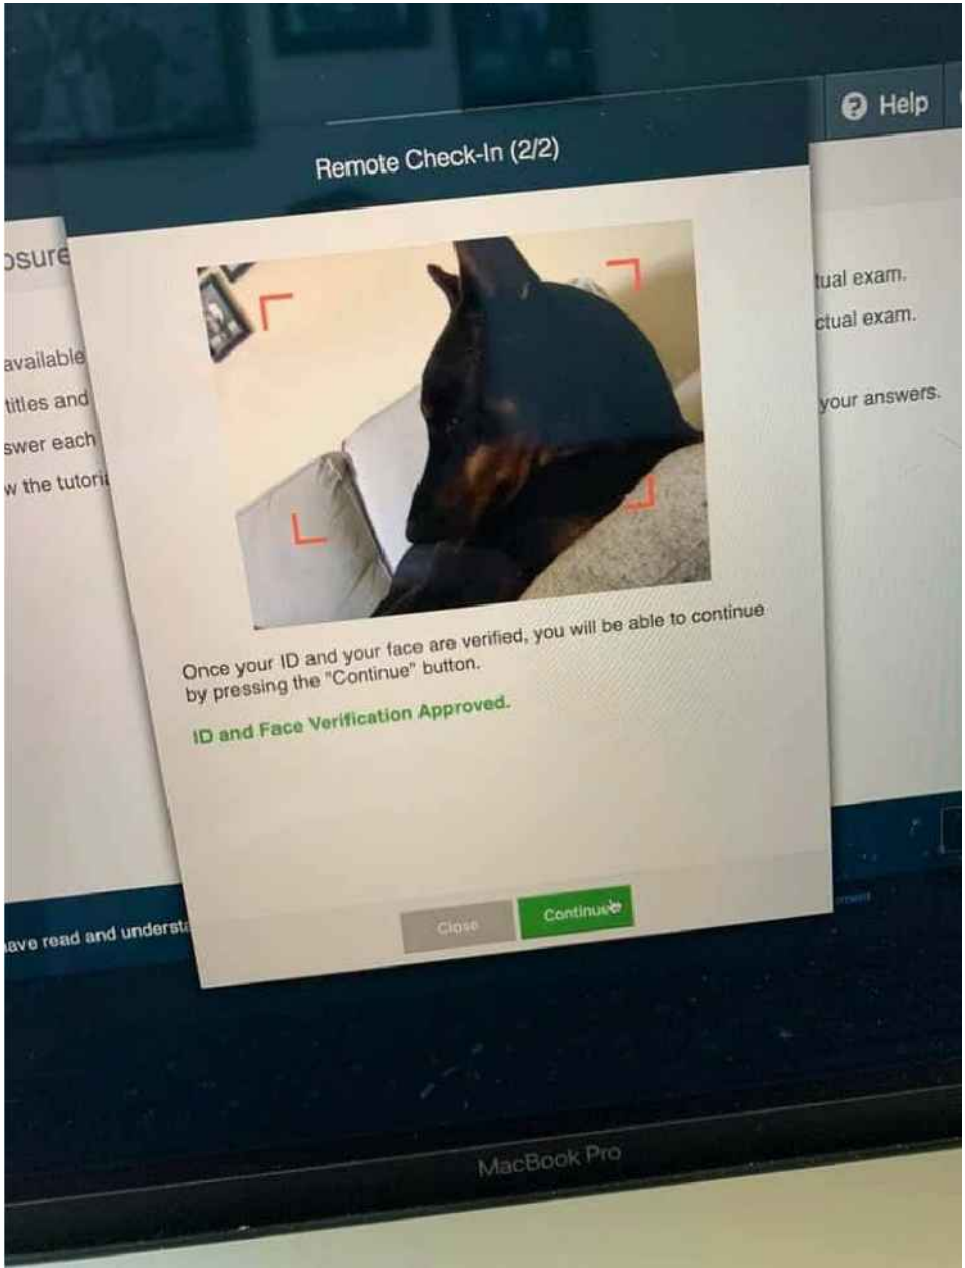 Help
Remote Check-In (2/2)
osure
tual exam.
ctual exam.
available
titles and
your answers.
swer each
w the tutoria
Once your ID and your face are verified, you will be able to continue
by pressing the "Continue" button.
ID and Face Verification Approved.
Close
Continue
ave read and understa
MacBook Pro